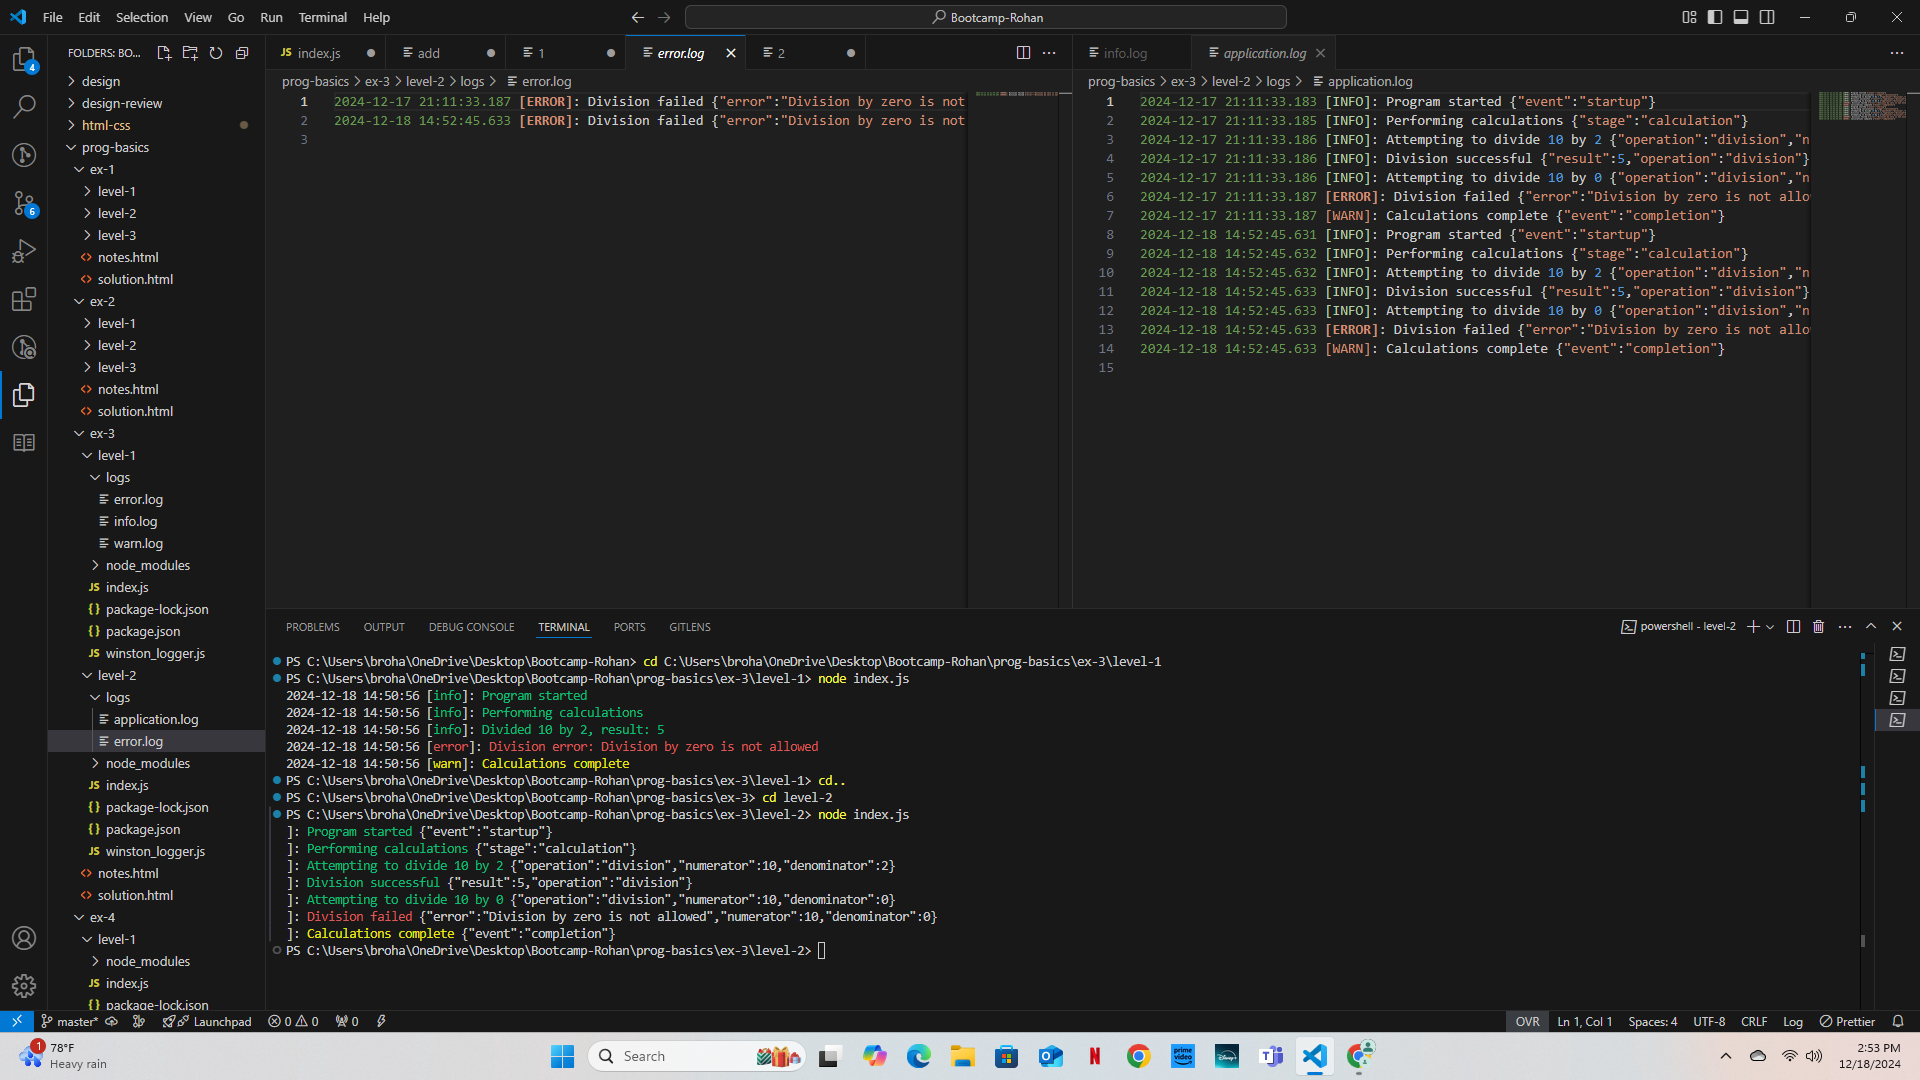 File Edit Selection View Go Run Terminal Help
Bootcamp-Rohan
FOLDERS: BO...
design
design-review
html-css
prog-basics
ex-1
level-1
level-2
level-3
notes.html
solution.html
ex-2
level-1
level-2
level-3
notes.html
solution.html
ex-3
level-1
logs
error.log
info.log
warn.log
node_modules
JS index.js
{} package-lock.json
{} package.json
JS winston_logger.js
level-2
logs
application.log
error.log
node_modules
JS index.js
{} package-lock.json
{} package.json
JS winston_logger.js
notes.html
solution.html
ex-4
level-1
node_modules
JS index.js
{} package-lock.json
4
6
JS index.js add 1 error.log 2
prog-basics > ex-3 > level-2 > logs > error.log
1 2024-12-17 21:11:33.187 [ERROR]: Division failed {"error":"Division by zero is not
2 2024-12-18 14:52:45.633 [ERROR]: Division failed {"error":"Division by zero is not
3
info.log application.log
prog-basics > ex-3 > level-2 > logs > application.log
1 2024-12-17 21:11:33.183 [INFO]: Program started {"event":"startup"}
2 2024-12-17 21:11:33.185 [INFO]: Performing calculations {"stage":"calculation"}
3 2024-12-17 21:11:33.186 [INFO]: Attempting to divide 10 by 2 {"operation":"division","n
4 2024-12-17 21:11:33.186 [INFO]: Division successful {"result":5,"operation":"division"}
5 2024-12-17 21:11:33.186 [INFO]: Attempting to divide 10 by 0 {"operation":"division","n
6 2024-12-17 21:11:33.187 [ERROR]: Division failed {"error":"Division by zero is not allo
7 2024-12-17 21:11:33.187 [WARN]: Calculations complete {"event":"completion"}
8 2024-12-18 14:52:45.631 [INFO]: Program started {"event":"startup"}
9 2024-12-18 14:52:45.632 [INFO]: Performing calculations {"stage":"calculation"}
10 2024-12-18 14:52:45.632 [INFO]: Attempting to divide 10 by 2 {"operation":"division","n
11 2024-12-18 14:52:45.633 [INFO]: Division successful {"result":5,"operation":"division"}
12 2024-12-18 14:52:45.633 [INFO]: Attempting to divide 10 by 0 {"operation":"division","n
13 2024-12-18 14:52:45.633 [ERROR]: Division failed {"error":"Division by zero is not allo
14 2024-12-18 14:52:45.633 [WARN]: Calculations complete {"event":"completion"}
15
PROBLEMS OUTPUT DEBUG CONSOLE TERMINAL PORTS GITLENS
powershell - level-2
PS C:\Users\broha\OneDrive\Desktop\Bootcamp-Rohan> cd C:\Users\broha\OneDrive\Desktop\Bootcamp-Rohan\prog-basics\ex-3\level-1
PS C:\Users\broha\OneDrive\Desktop\Bootcamp-Rohan\prog-basics\ex-3\level-1> node index.js
2024-12-18 14:50:56 [info]: Program started
2024-12-18 14:50:56 [info]: Performing calculations
2024-12-18 14:50:56 [info]: Divided 10 by 2, result: 5
2024-12-18 14:50:56 [error]: Division error: Division by zero is not allowed
2024-12-18 14:50:56 [warn]: Calculations complete
PS C:\Users\broha\OneDrive\Desktop\Bootcamp-Rohan\prog-basics\ex-3\level-1> cd..
PS C:\Users\broha\OneDrive\Desktop\Bootcamp-Rohan\prog-basics\ex-3> cd level-2
PS C:\Users\broha\OneDrive\Desktop\Bootcamp-Rohan\prog-basics\ex-3\level-2> node index.js
]: Program started {"event":"startup"}
]: Performing calculations {"stage":"calculation"}
]: Attempting to divide 10 by 2 {"operation":"division","numerator":10,"denominator":2}
]: Division successful {"result":5,"operation":"division"}
]: Attempting to divide 10 by 0 {"operation":"division","numerator":10,"denominator":0}
]: Division failed {"error":"Division by zero is not allowed","numerator":10,"denominator":0}
]: Calculations complete {"event":"completion"}
PS C:\Users\broha\OneDrive\Desktop\Bootcamp-Rohan\prog-basics\ex-3\level-2>
master* Launchpad 0 0 0
OVR Ln 1, Col 1 Spaces: 4 UTF-8 CRLF Log Prettier
1 78°F
Heavy rain
Search
N
prime video
Disney+
2:53 PM
12/18/2024